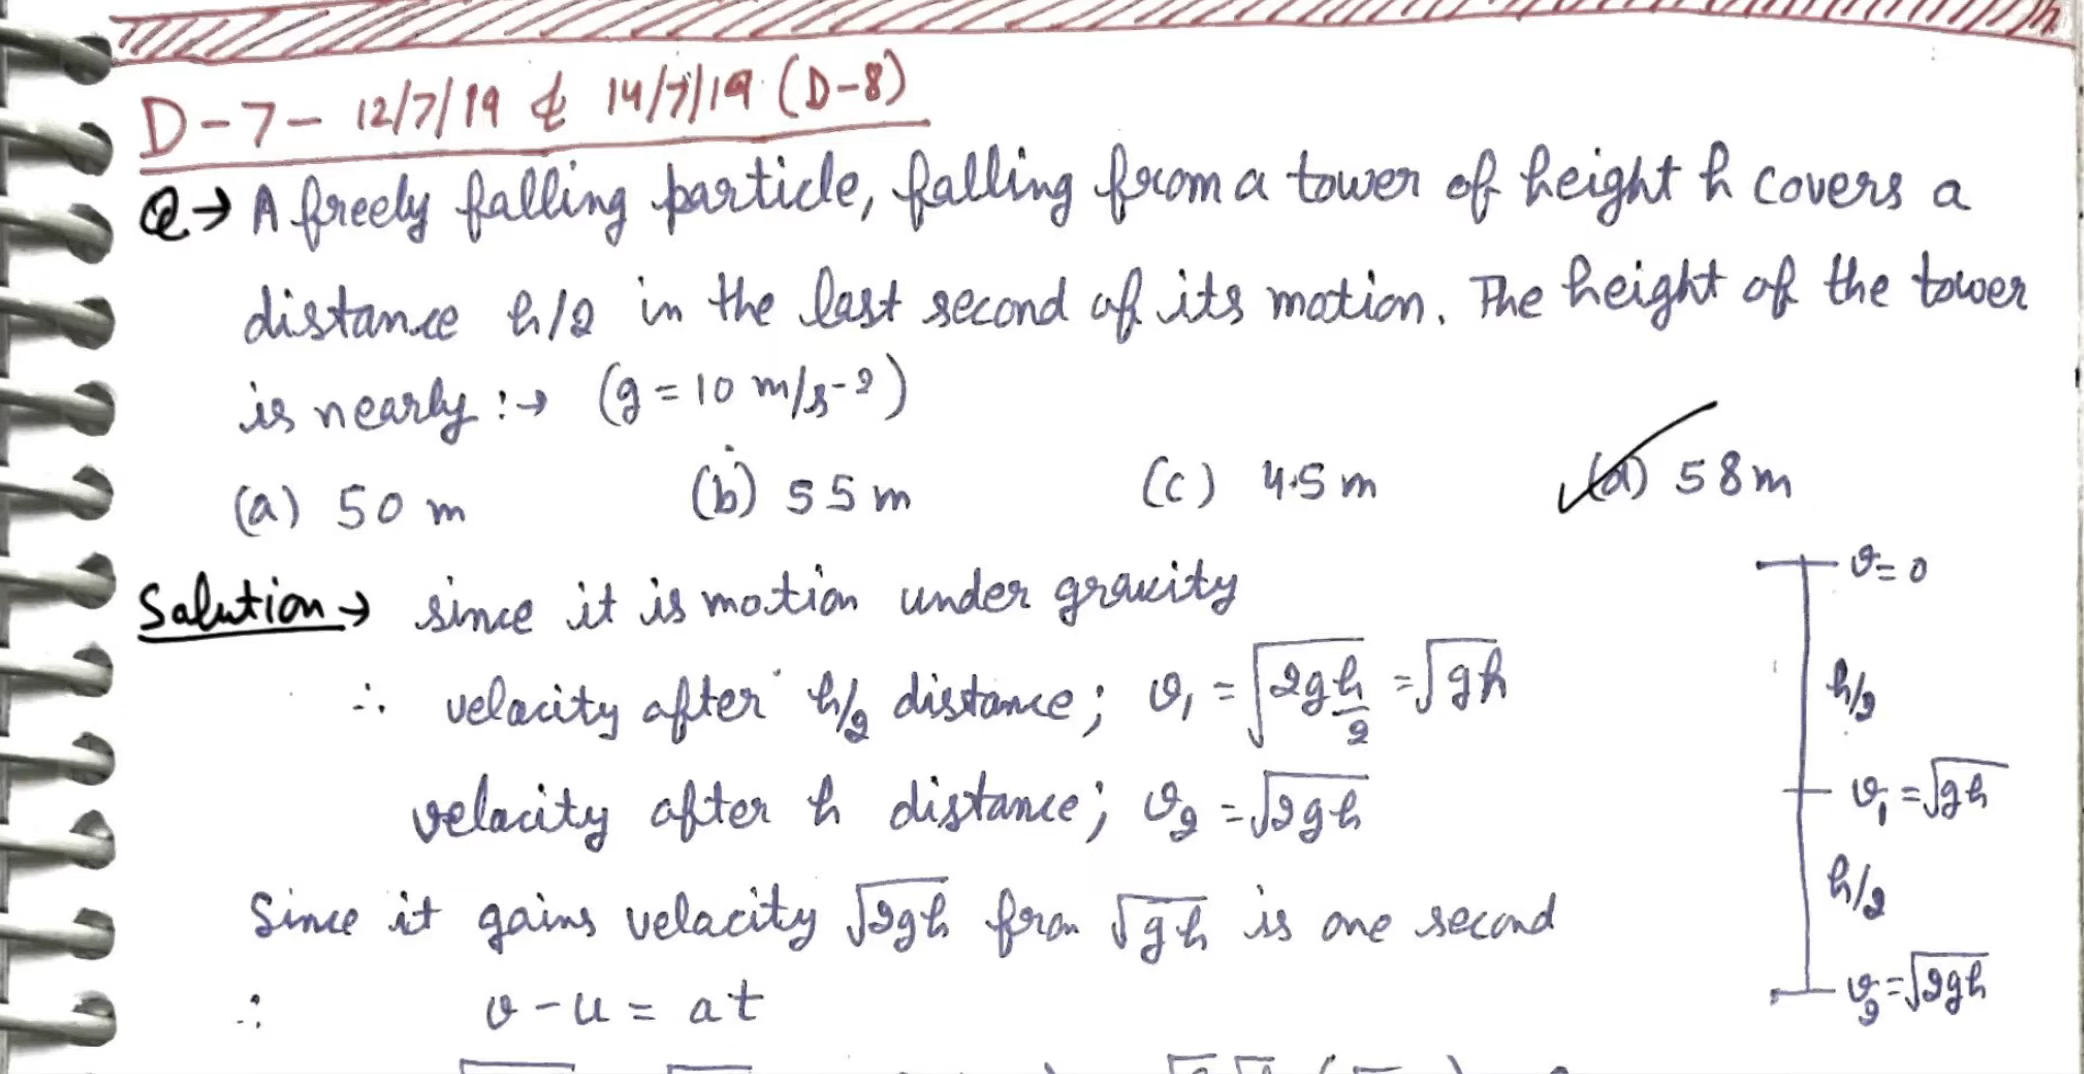 D-7- 12/7/19 & 14/7/19 (D-8)
Q→ A freely falling particle, falling from a tower of height h covers a
distance h/2 in the last second of its motion. The height of the tower
is nearly :→ (g = 10 m/s-2)
(a) 50 m (b) 55 m (c) 4.5 m (d) 58 m
Solution → since it is motion under gravity
∴ velocity after h/2 distance; v₁ = √(2g h/2) = √gh
velocity after h distance; v₂ = √2gh
Since it gains velocity √2gh from √gh is one second
∴ v - u = at
v = 0
h/2
v₁ = √gh
h/2
v₂ = √2gh